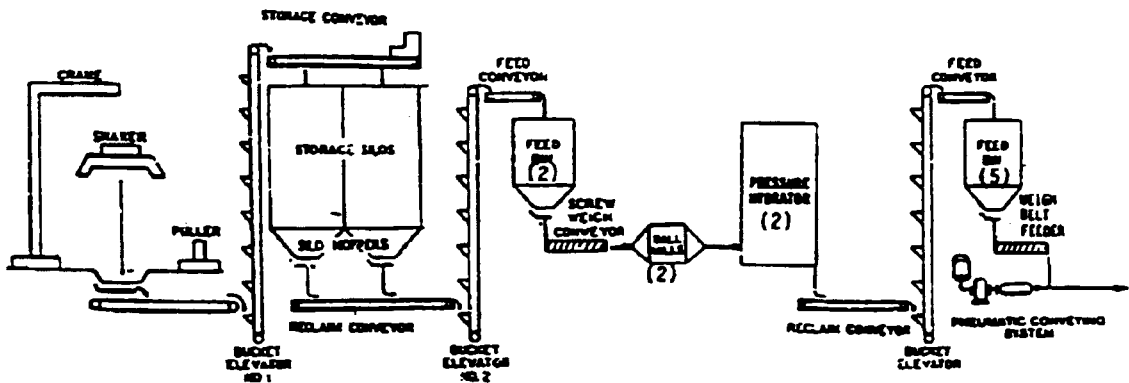 STORAGE CONVEYOR
CRANE
SHAKER
PULLER
STORAGE SILOS
SILO HOPPERS
BUCKET
ELEVATOR
NO. 1
RECLAIM CONVEYOR
BUCKET
ELEVATOR
NO. 2
FEED
CONVEYOR
FEED
BIN
(2)
SCREW
WEIGH
CONVEYOR
BALL
MILLS
(2)
PRESSURE
HYDRATOR
(2)
RECLAIM CONVEYOR
BUCKET
ELEVATOR
FEED
CONVEYOR
FEED
BIN
(5)
WEIGH
BELT
FEEDER
PNEUMATIC CONVEYING
SYSTEM